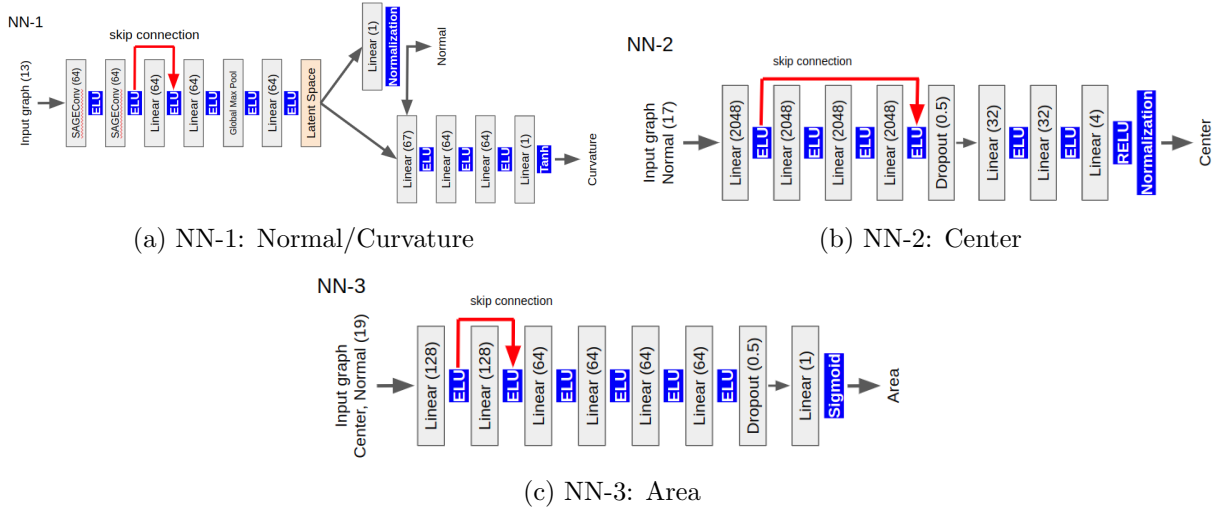 NN-1
skip connection
Input graph (13)
SAGEConv (64)
ELU
SAGEConv (64)
ELU
Linear (64)
ELU
Linear (64)
ELU
Global Max Pool
Linear (64)
ELU
Latent Space
Linear (1)
Normalization
Normal
Linear (67)
ELU
Linear (64)
ELU
Linear (64)
ELU
Linear (1)
Tanh
Curvature
(a) NN-1: Normal/Curvature
NN-2
skip connection
Input graph
Normal (17)
Linear (2048)
ELU
Linear (2048)
ELU
Linear (2048)
ELU
Linear (2048)
ELU
Dropout (0.5)
Linear (32)
ELU
Linear (32)
ELU
Linear (4)
RELU
Normalization
Center
(b) NN-2: Center
NN-3
skip connection
Input graph
Center, Normal (19)
Linear (128)
ELU
Linear (128)
ELU
Linear (64)
ELU
Linear (64)
ELU
Linear (64)
ELU
Linear (64)
ELU
Dropout (0.5)
Linear (1)
Sigmoid
Area
(c) NN-3: Area